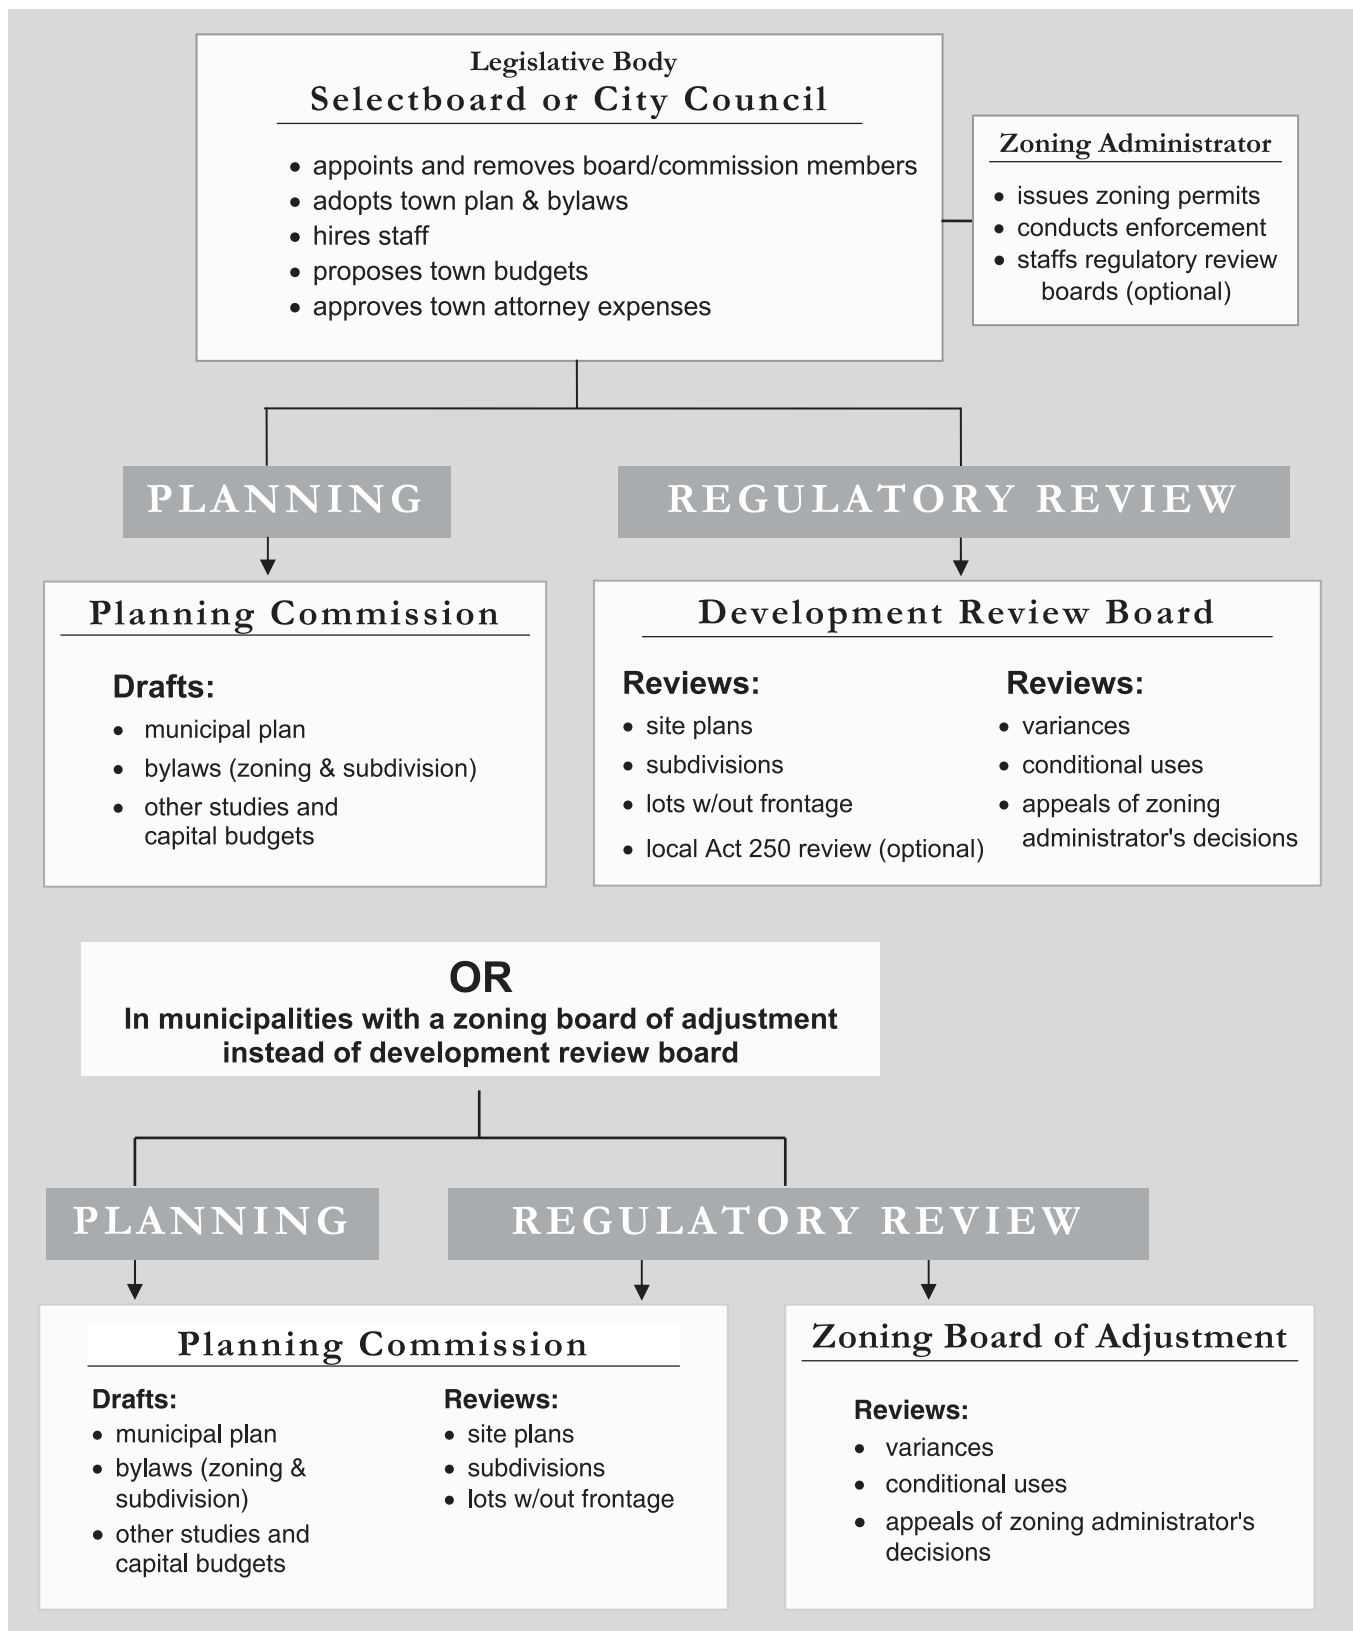 Legislative Body
Selectboard or City Council
• appoints and removes board/commission members
• adopts town plan & bylaws
• hires staff
• proposes town budgets
• approves town attorney expenses
Zoning Administrator
• issues zoning permits
• conducts enforcement
• staffs regulatory review
boards (optional)
PLANNING
REGULATORY REVIEW
Planning Commission
Drafts:
• municipal plan
• bylaws (zoning & subdivision)
• other studies and
capital budgets
Development Review Board
Reviews:
• site plans
• subdivisions
• lots w/out frontage
• local Act 250 review (optional)
Reviews:
• variances
• conditional uses
• appeals of zoning
administrator's decisions
OR
In municipalities with a zoning board of adjustment
instead of development review board
PLANNING
REGULATORY REVIEW
Planning Commission
Drafts:
• municipal plan
• bylaws (zoning &
subdivision)
• other studies and
capital budgets
Reviews:
• site plans
• subdivisions
• lots w/out frontage
Zoning Board of Adjustment
Reviews:
• variances
• conditional uses
• appeals of zoning administrator's
decisions